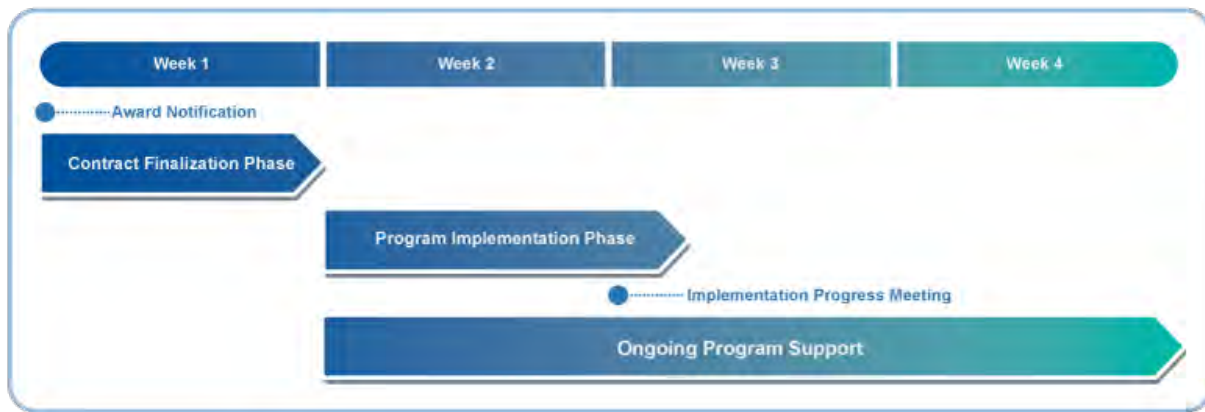 Week 1
Week 2
Week 3
Week 4
Award Notification
Contract Finalization Phase
Program Implementation Phase
Implementation Progress Meeting
Ongoing Program Support